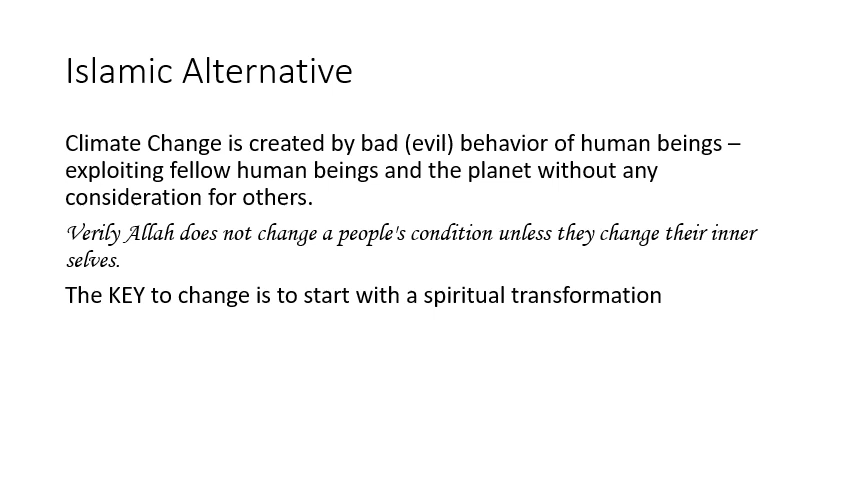 Islamic Alternative
Climate Change is created by bad (evil) behavior of human beings –
exploiting fellow human beings and the planet without any
consideration for others.
Verily Allah does not change a people's condition unless they change their inner
selves.
The KEY to change is to start with a spiritual transformation